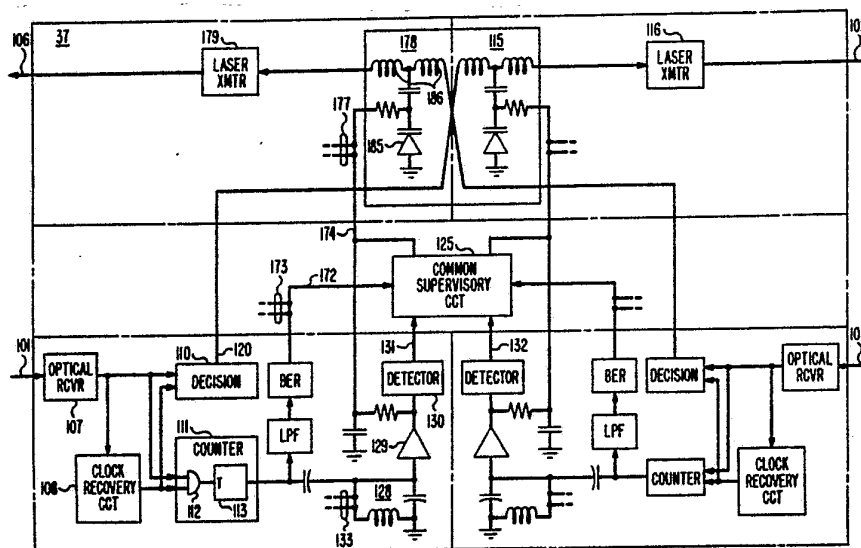 106
37
179
LASER
XMTR
178
115
116
LASER
XMTR
10
186
177
185
174
125
COMMON
SUPERVISORY
CCT
173
172
101
110
120
131
132
10
OPTICAL
RCVR
107
DECISION
BER
DETECTOR
130
DETECTOR
BER
DECISION
OPTICAL
RCVR
111
COUNTER
LPF
129
LPF
108
CLOCK
RECOVERY
CCT
T
112
113
128
133
COUNTER
CLOCK
RECOVERY
CCT